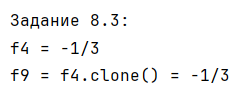 Задание 8.3:
f4 = -1/3
f9 = f4.clone() = -1/3